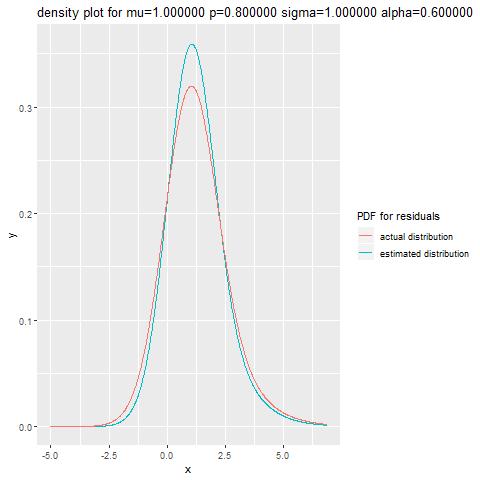 density plot for mu=1.000000 p=0.800000 sigma=1.000000 alpha=0.600000
0.3
0.2
0.1
0.0
y
-5.0 -2.5 0.0 2.5 5.0
x
PDF for residuals
actual distribution
estimated distribution